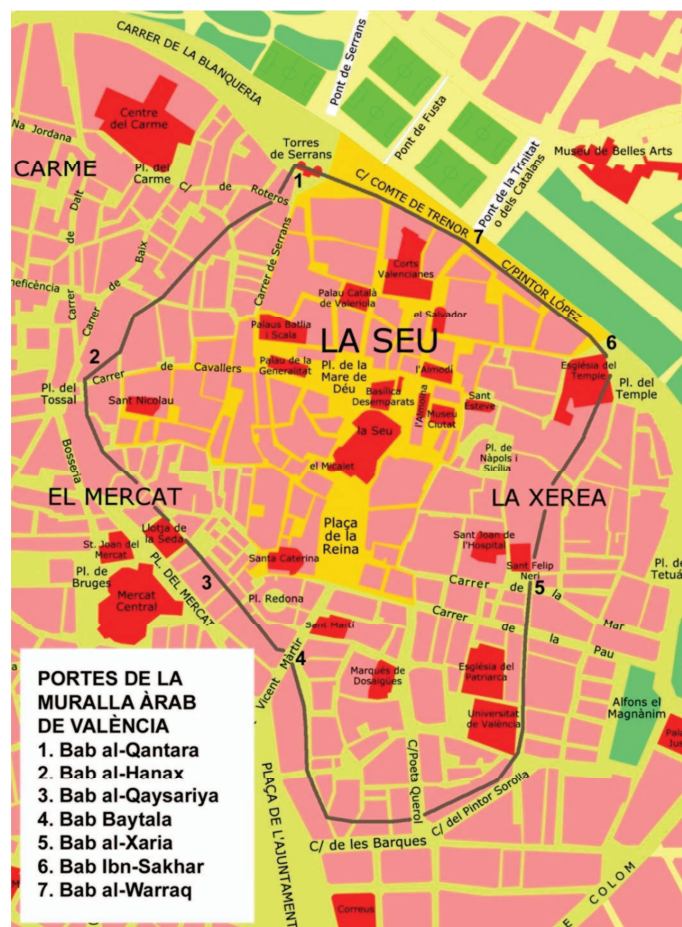 CARRER DE LA BLANQUERIA
Pont de Serrans
Pont de Fusta
Pont de la Trinitat
o dels Catalans
Museu de Belles Arts
Centre
del Carme
Na Jordana
CARME
Pl. del
Carme
C/ de Roteros
Torres
de Serrans
1
C/ COMTE DE TRENOR
7
C/PINTOR LÓPEZ
6
carrer de Dalt
Carrer de Baix
Carrer de Serrans
Corts
Valencianes
Palau Català
de Valeriola
el Salvador
Palaus Batlia
i Scala
LA SEU
Palau de la
Generalitat
Pl. de la
Mare de
Déu
l'Almodí
Basílica
Desemparats
l'Almoina
Museu
Ciutat
Sant
Esteve
Església del
Temple
Pl. del
Temple
eneficència
2
Carrer de Cavallers
Pl. del
Tossal
Sant Nicolau
la Seu
el Micalet
Pl. de
Nàpols i
Sicília
Bosseria
EL MERCAT
LA XEREA
Llotja de
la Seda
St. Joan del
Mercat
Pl. de
Bruges
Mercat
Central
PL. DEL MERCAT
3
Plaça
de la
Reina
Santa Caterina
Pl. Redona
Sant Joan de
l'Hospital
Sant Felip
Neri
5
Pl. de
Tetuá
Carrer de la Mar
Carrer de la Pau
Sant Martí
4
Vicent Màrtir
Marqués de
Dosaigües
Església del
Patriarca
Universitat
de València
Alfons el
Magnànim
Pala
Ju
C/Poeta Querol
C/ del Pintor Sorolla
C/ de les Barques
PLAÇA DE L'AJUNTAMENT
Correus
E COLOM
PORTES DE LA
MURALLA ÀRAB
DE VALÈNCIA
1. Bab al-Qantara
2. Bab al-Hanax
3. Bab al-Qaysariya
4. Bab Baytala
5. Bab al-Xaria
6. Bab Ibn-Sakhar
7. Bab al-Warraq